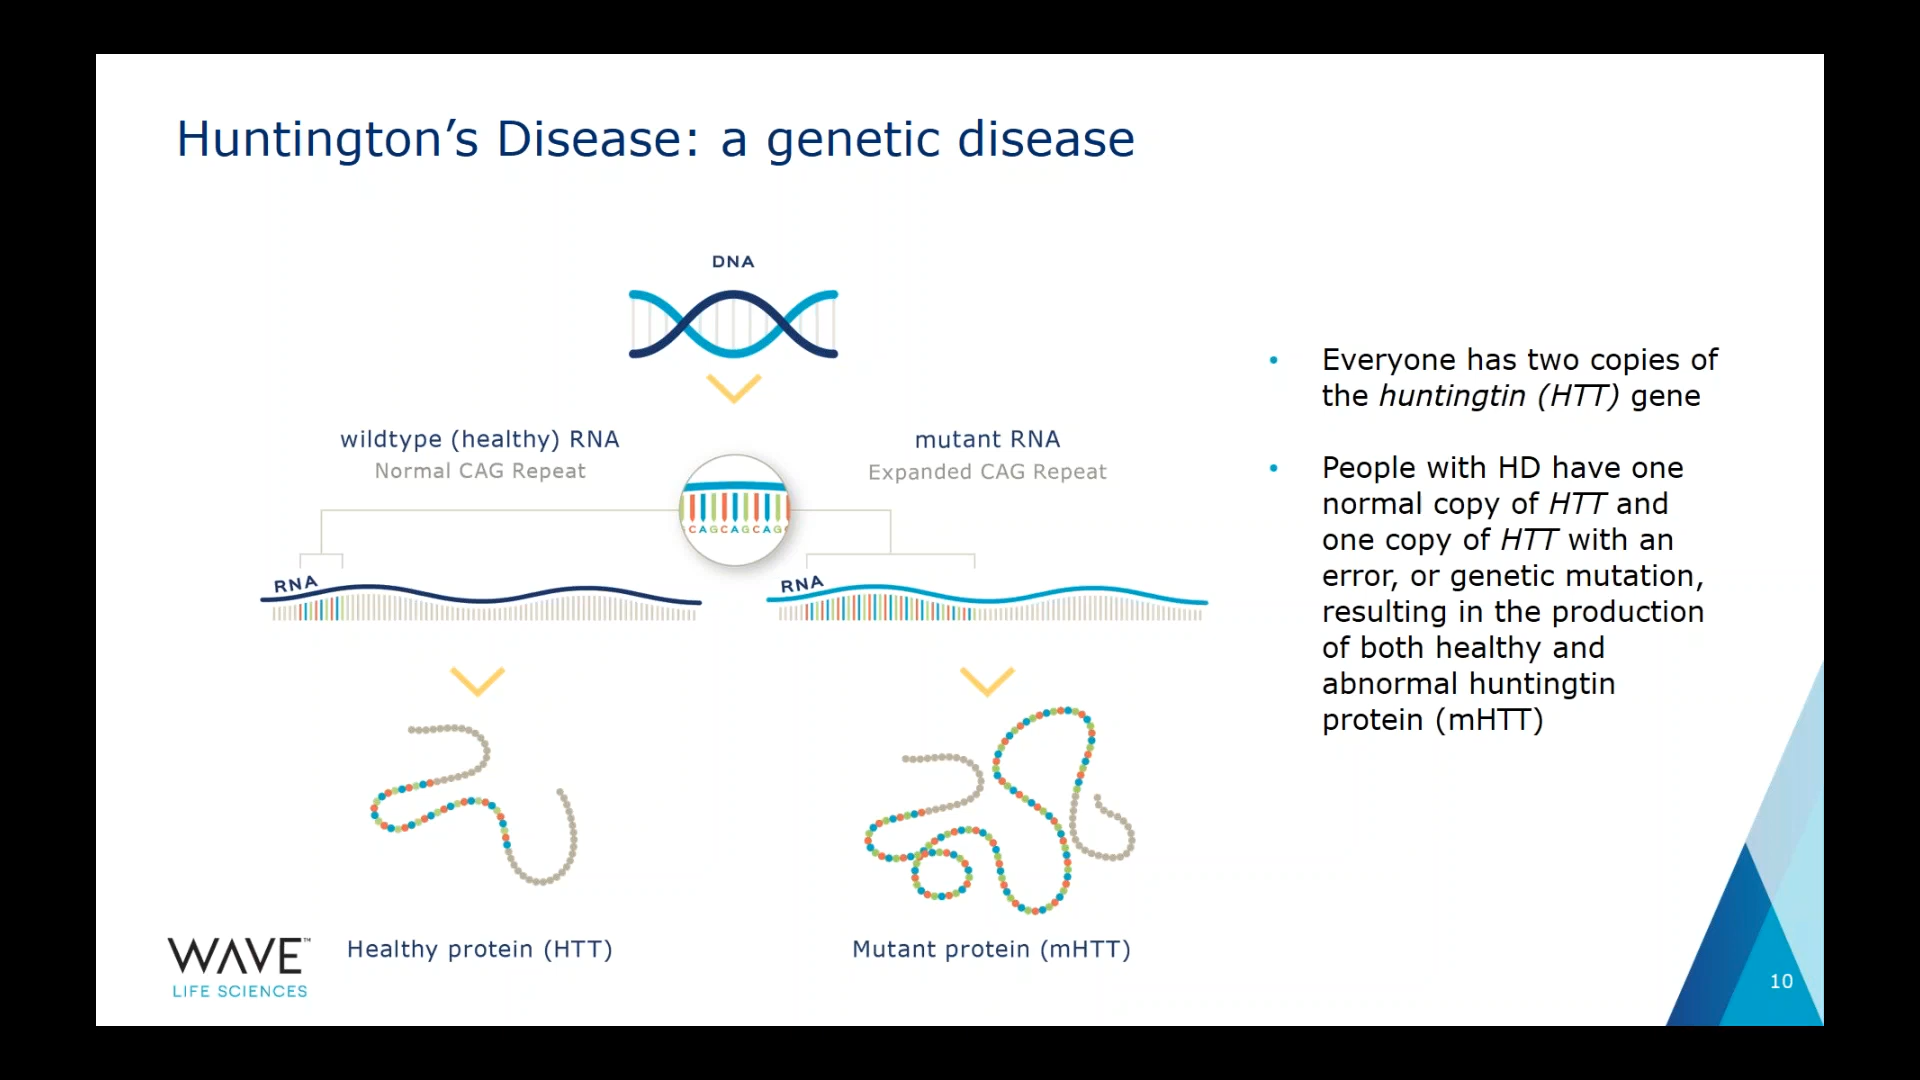 Huntington’s Disease: a genetic disease
DNA
wildtype (healthy) RNA
Normal CAG Repeat
mutant RNA
Expanded CAG Repeat
CAGCAGCAG
RNA
RNA
Healthy protein (HTT)
Mutant protein (mHTT)
• Everyone has two copies of
the huntingtin (HTT) gene
• People with HD have one
normal copy of HTT and
one copy of HTT with an
error, or genetic mutation,
resulting in the production
of both healthy and
abnormal huntingtin
protein (mHTT)
WAVE™
LIFE SCIENCES
10